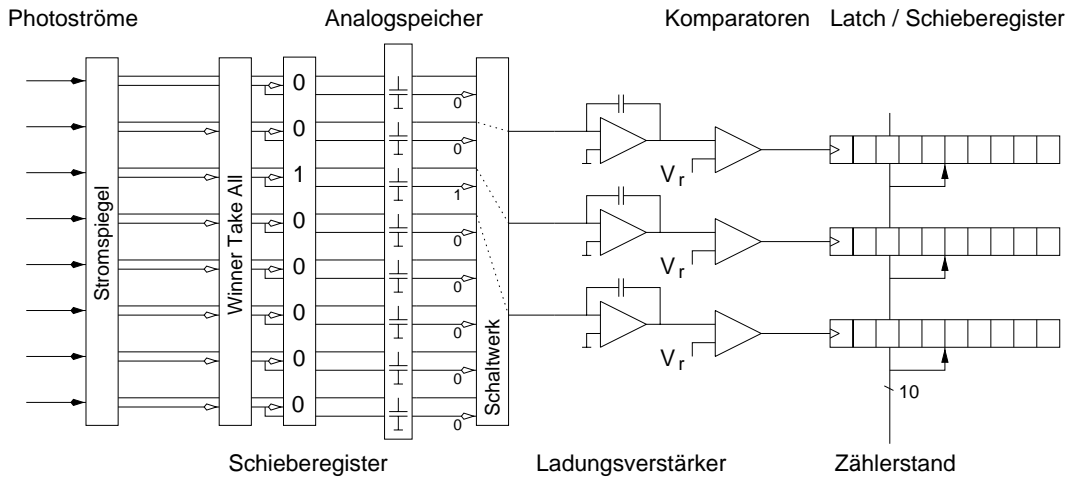 Photoströme Analogspeicher Komparatoren Latch / Schieberegister
Stromspiegel
Winner Take All
0
0
1
0
0
0
0
0
0
0
1
0
0
0
0
0
Schaltwerk
V r
V r
V r
10
Schieberegister Ladungsverstärker Zählerstand